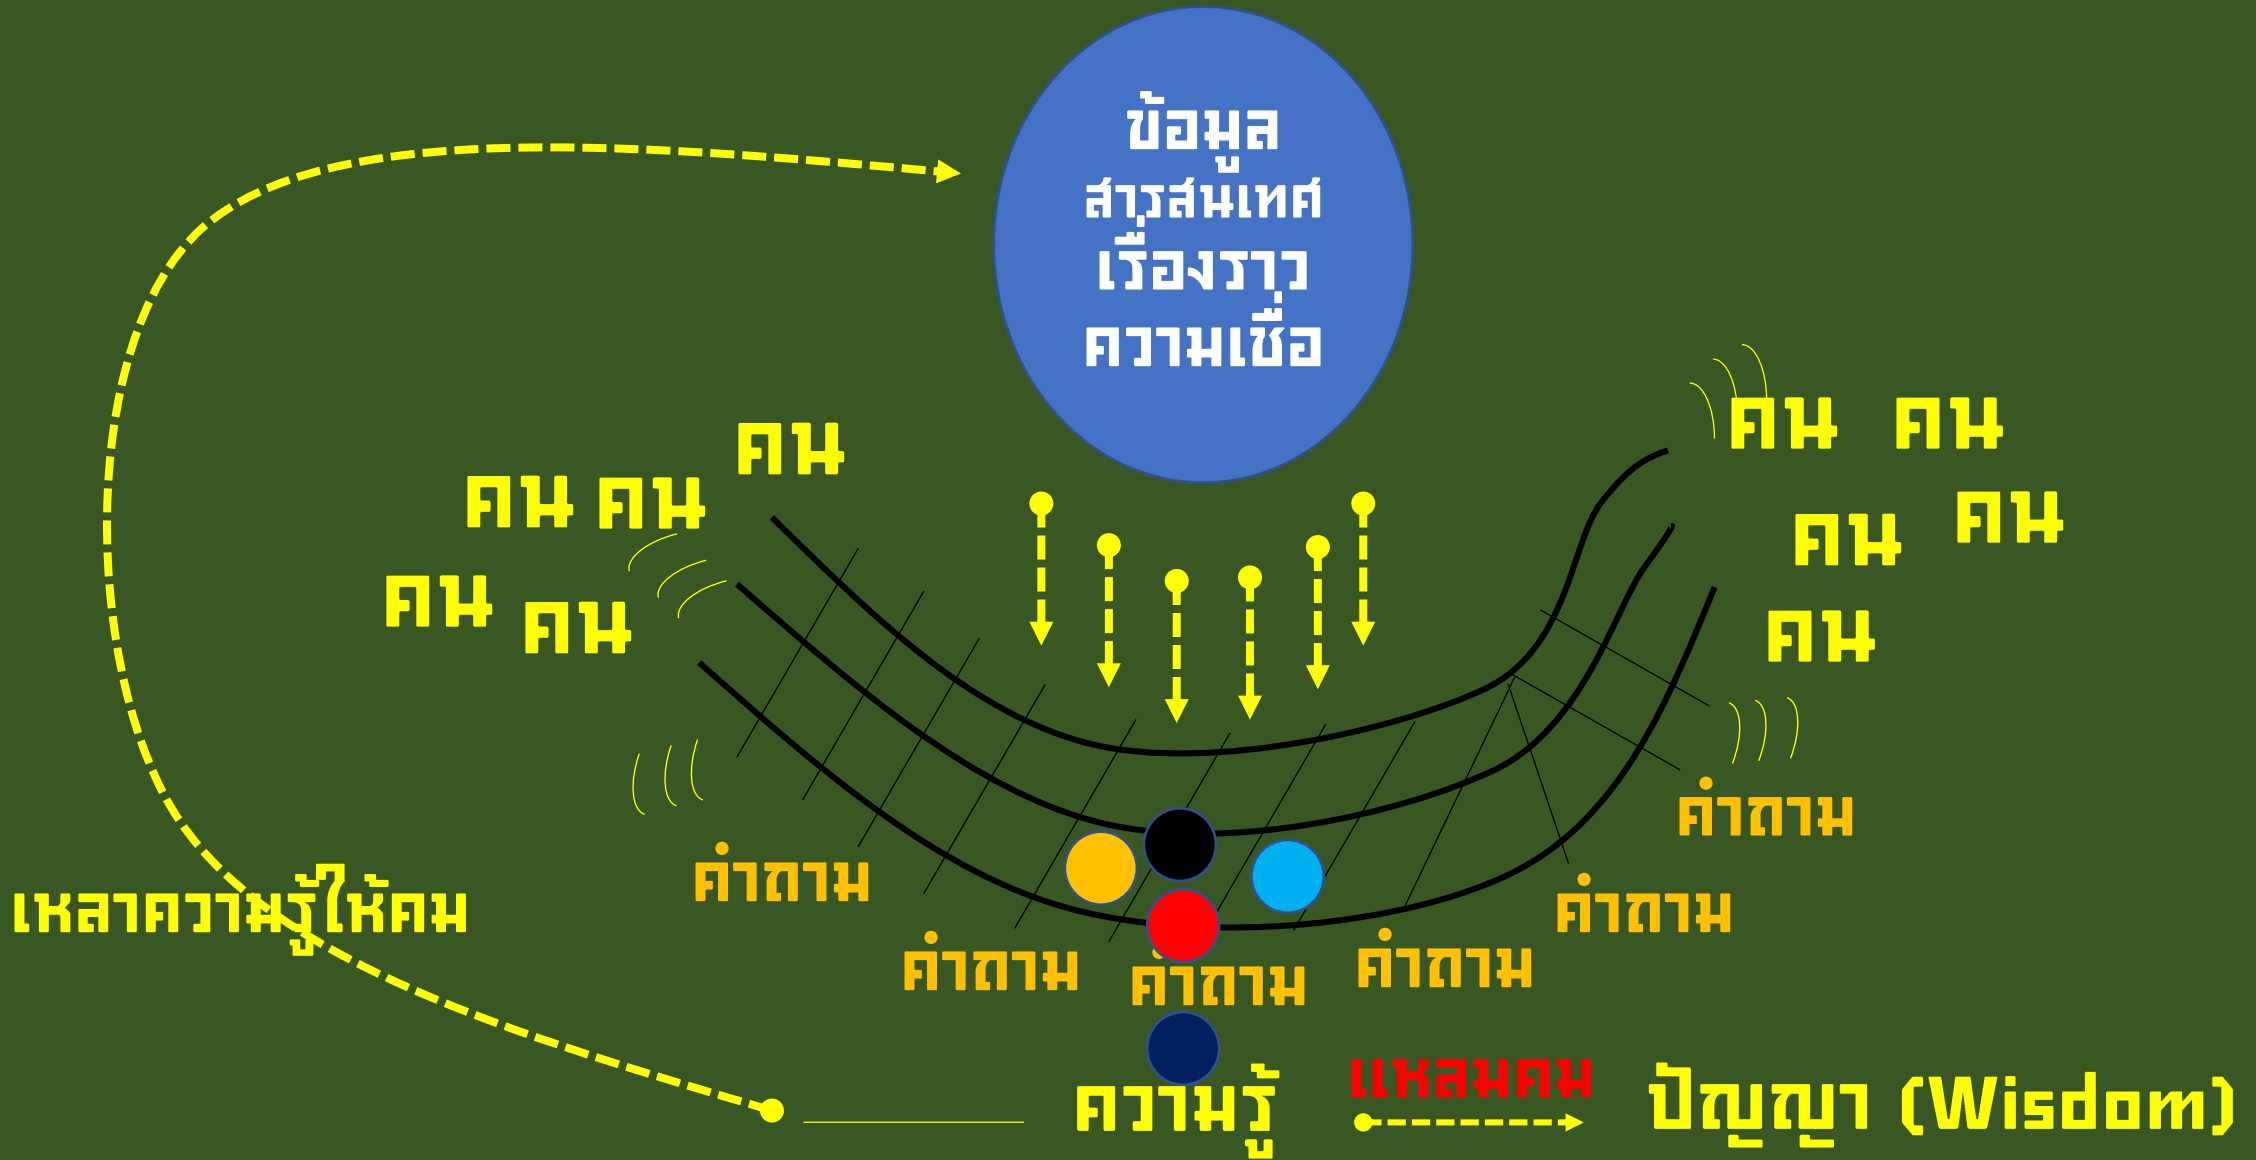 ข้อมูล
สารสนเทศ
เรื่องราว
ความเชื่อ
คน
คน คน
คน
คน
คน คน
คน
คน
คน
คำถาม
คำถาม
คำถาม
คำถาม
คำถาม
คำถาม
เหลาความรู้ให้คม
ความรู้
แหลมคม
ปัญญา (Wisdom)